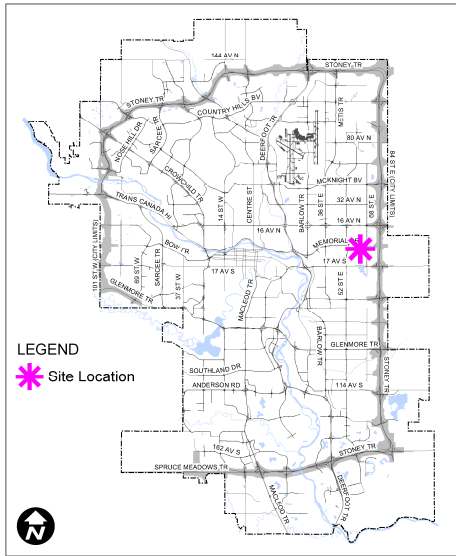 144 AV N
STONEY TR
STONEY TR
COUNTRY HILLS BV
METIS TR
DEERFOOT TR
SARCEE TR
NOSE HILL DR
80 AV N
CROWCHILD TR
MCKNIGHT BV
84 ST E (CITY LIMITS)
TRANS CANADA HI
14 ST W
CENTRE ST
BARLOW TR
36 ST E
32 AV N
68 ST E
16 AV N
16 AV N
MEMORIAL DR
BOW TR
101 ST W (CITY LIMITS)
69 ST W
SARCEE TR
37 ST W
17 AV S
17 AV S
52 ST E
GLENMORE TR
MACLEOD TR
BARLOW TR
GLENMORE TR
LEGEND
Site Location
SOUTHLAND DR
ANDERSON RD
114 AV S
STONEY TR
162 AV S
STONEY TR
SPRUCE MEADOWS TR
MACLEOD TR
DEERFOOT TR
N